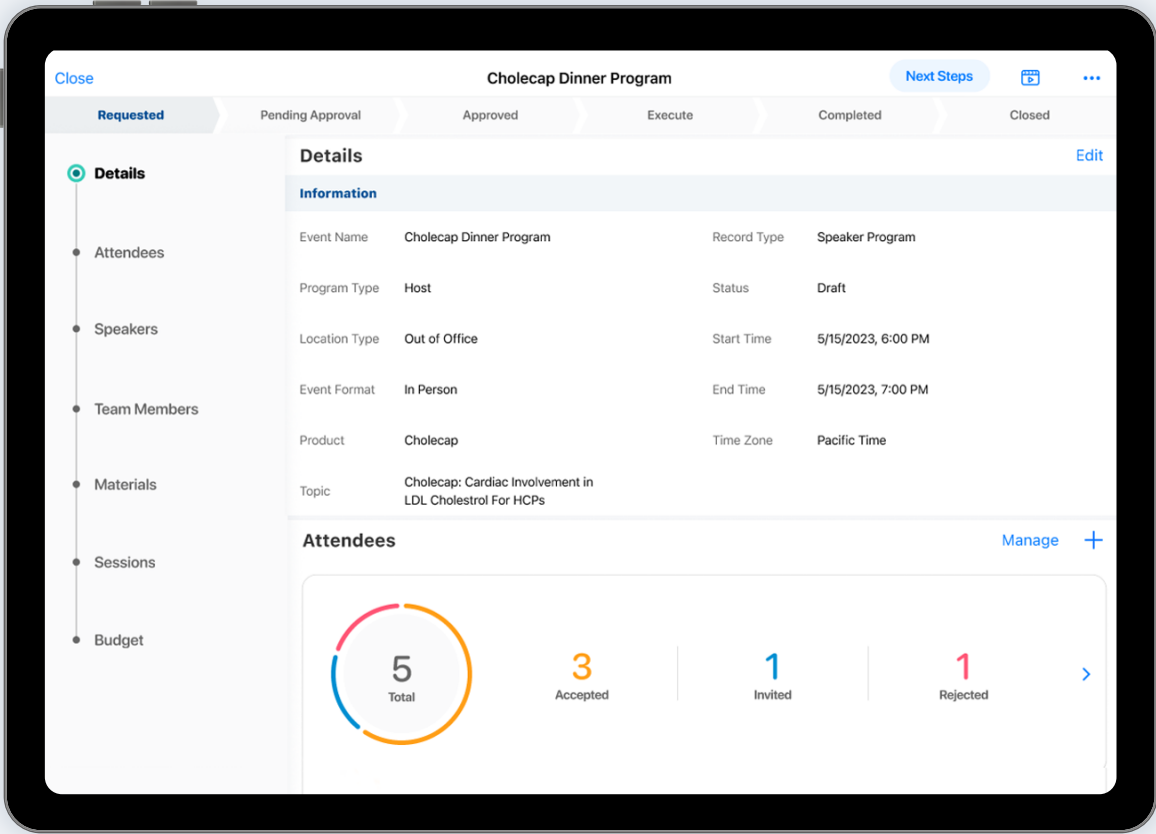 Close
Cholecap Dinner Program
Next Steps
Requested
Pending Approval
Approved
Execute
Completed
Closed
Details
Attendees
Speakers
Team Members
Materials
Sessions
Budget
Details
Edit
Information
Event Name Cholecap Dinner Program
Record Type Speaker Program
Program Type Host
Status Draft
Location Type Out of Office
Start Time 5/15/2023, 6:00 PM
Event Format In Person
End Time 5/15/2023, 7:00 PM
Product Cholecap
Time Zone Pacific Time
Topic Cholecap: Cardiac Involvement in
LDL Cholestrol For HCPs
Attendees
Manage
5
Total
3
Accepted
1
Invited
1
Rejected